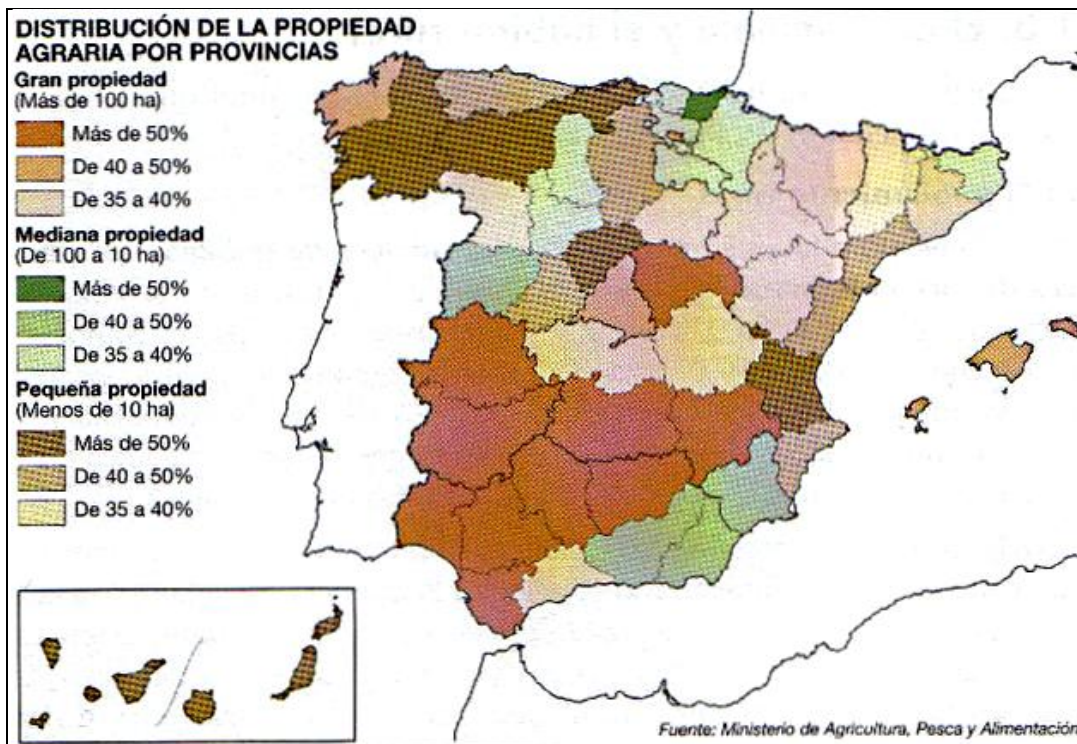 DISTRIBUCIÓN DE LA PROPIEDAD
AGRARIA POR PROVINCIAS
Gran propiedad
(Más de 100 ha)
Más de 50%
De 40 a 50%
De 35 a 40%
Mediana propiedad
(De 100 a 10 ha)
Más de 50%
De 40 a 50%
De 35 a 40%
Pequeña propiedad
(Menos de 10 ha)
Más de 50%
De 40 a 50%
De 35 a 40%
Fuente: Ministerio de Agricultura, Pesca y Alimentación